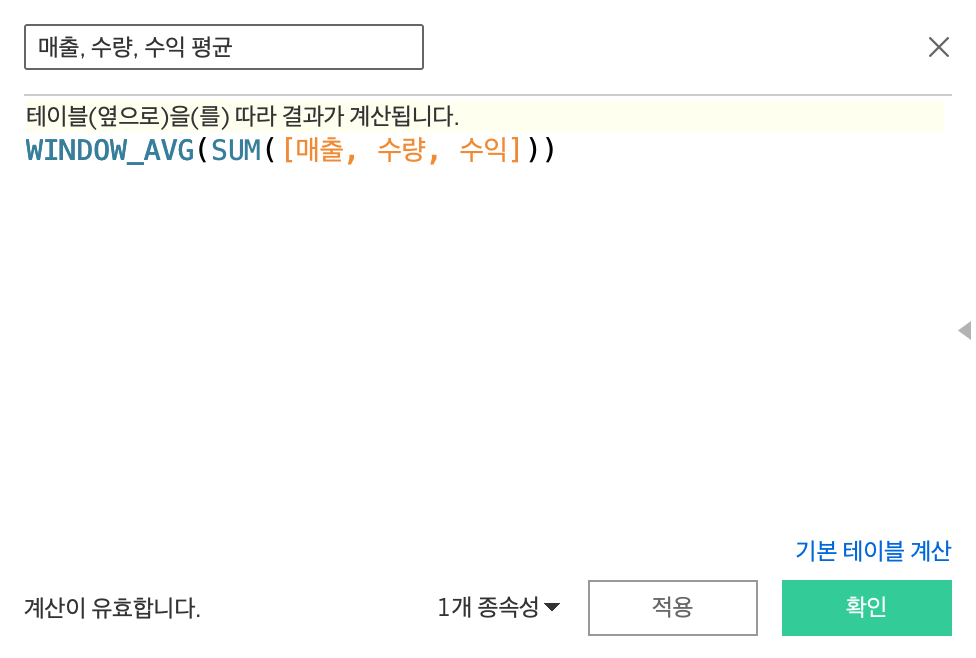 매출, 수량, 수익 평균
테이블(옆으로)을(를) 따라 결과가 계산됩니다.
WINDOW_AVG(SUM([매출, 수량, 수익]))
기본 테이블 계산
계산이 유효합니다.
1개 종속성
적용
확인